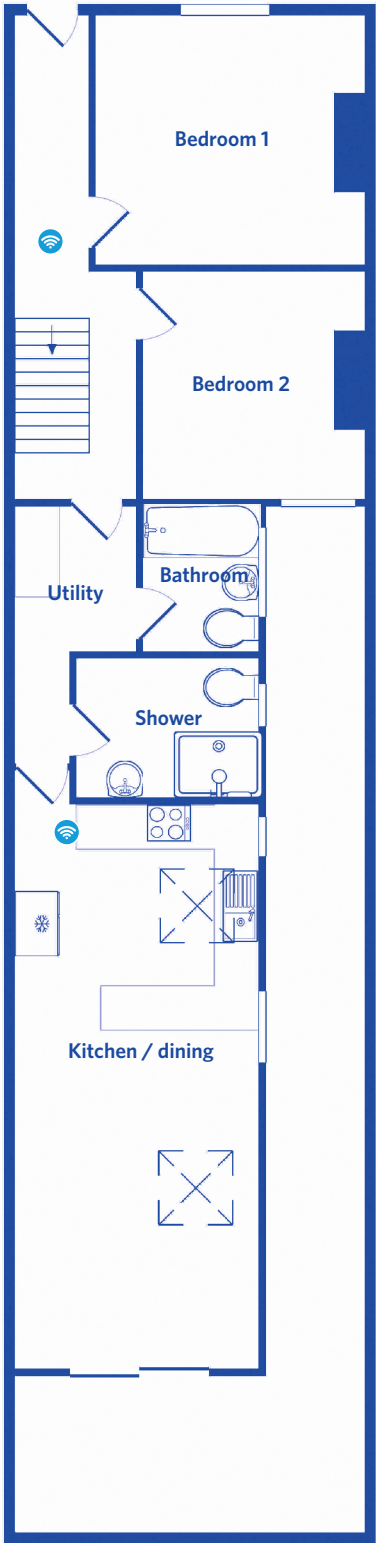 Bedroom 1
Bedroom 2
Bathroom
Utility
Shower
Kitchen / dining